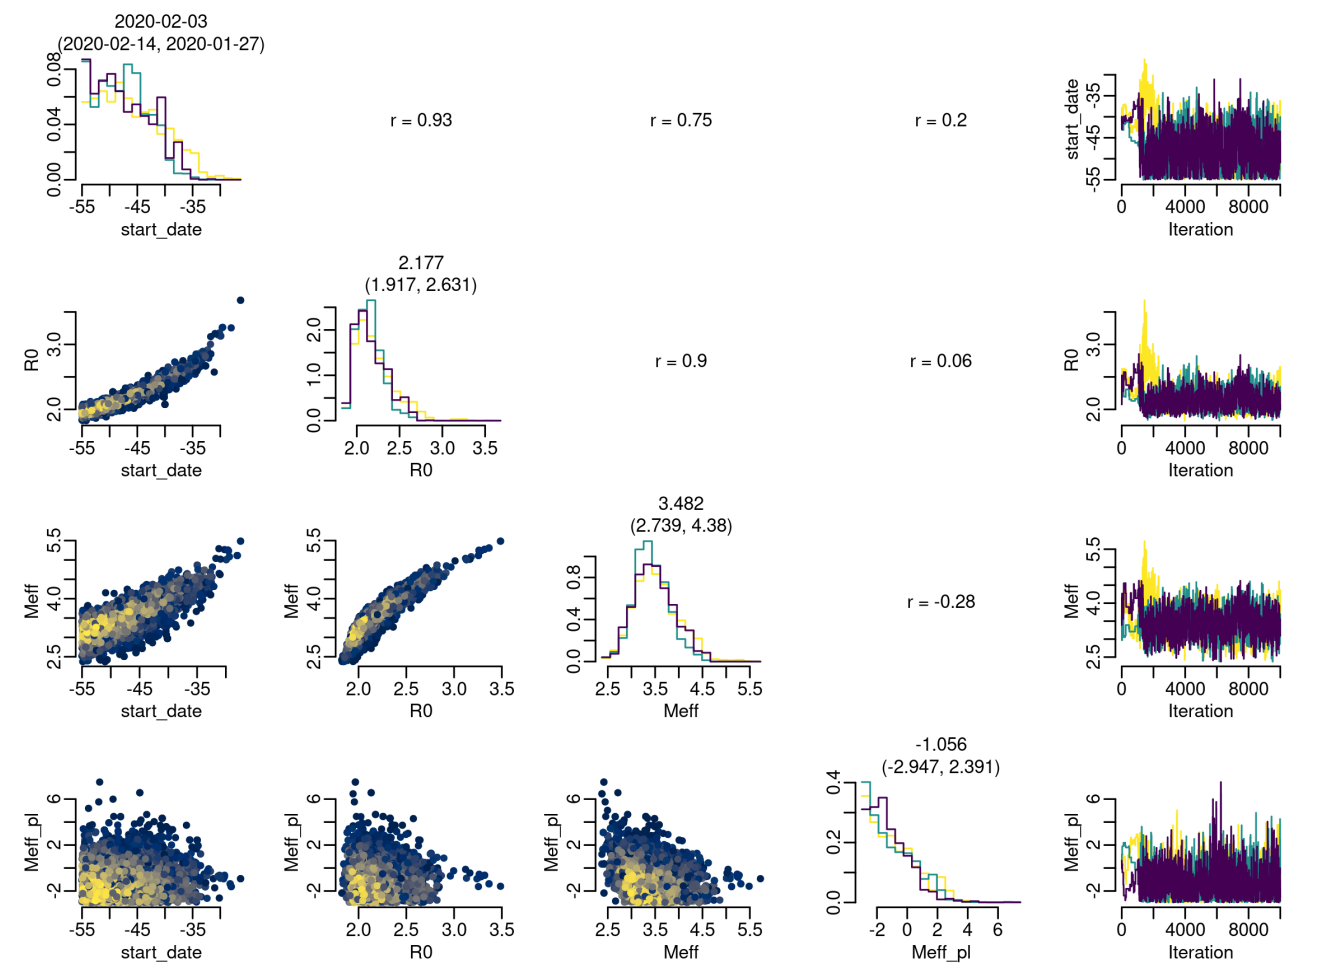 2020-02-03
(2020-02-14, 2020-01-27)
0.00 0.04 0.08
-55 -45 -35
start_date
r = 0.93
r = 0.75
r = 0.2
start_date
-55 -45 -35
0 4000 8000
Iteration
R0
2.0 3.0
-55 -45 -35
start_date
2.177
(1.917, 2.631)
0.0 1.0 2.0
2.0 2.5 3.0 3.5
R0
r = 0.9
r = 0.06
R0
2.0 3.0
0 4000 8000
Iteration
Meff
2.5 4.0 5.5
-55 -45 -35
start_date
Meff
2.5 4.0 5.5
2.0 2.5 3.0 3.5
R0
3.482
(2.739, 4.38)
0.0 0.4 0.8
2.5 3.5 4.5 5.5
Meff
r = -0.28
Meff
2.5 4.0 5.5
0 4000 8000
Iteration
Meff_pl
-2 2 6
-55 -45 -35
start_date
Meff_pl
-2 2 6
2.0 2.5 3.0 3.5
R0
Meff_pl
-2 2 6
2.5 3.5 4.5 5.5
Meff
-1.056
(-2.947, 2.391)
0.0 0.2 0.4
-2 0 2 4 6
Meff_pl
Meff_pl
-2 2 6
0 4000 8000
Iteration